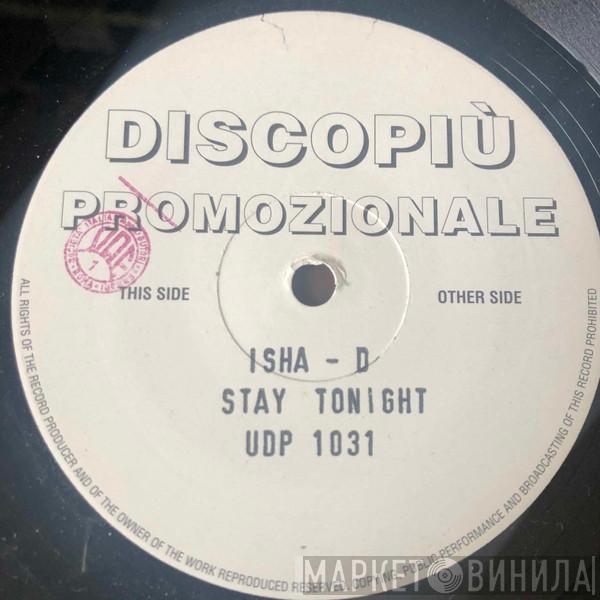 DISCOPIÙ
PROMOZIONALE
THIS SIDE
OTHER SIDE
ISHA - D
STAY TONIGHT
UDP 1031
ALL RIGHTS OF THE RECORD PRODUCER AND OF THE OWNER OF THE WORK REPRODUCED RESERVED. COPYING, PUBLIC PERFORMANCE AND BROADCASTING OF THIS RECORD PROHIBITED
МАРКЕТ ВИНИЛА